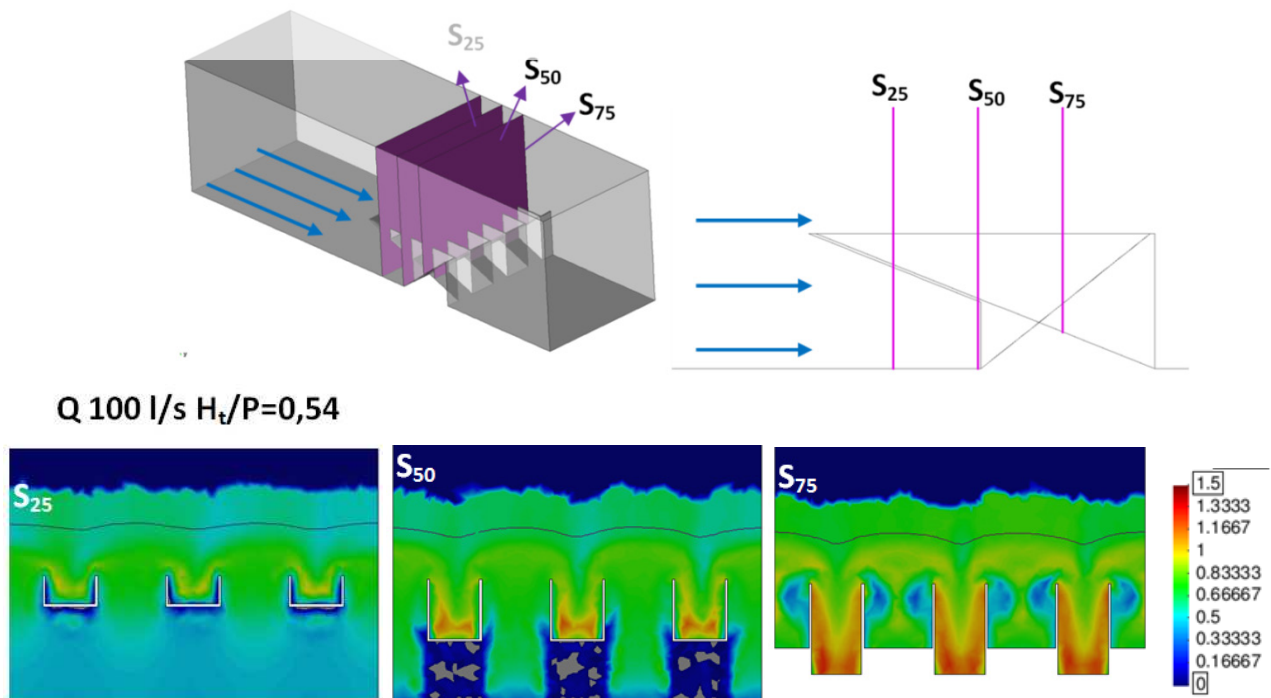 S₂₅
S₅₀
S₇₅
S₂₅ S₅₀ S₇₅
Q 100 l/s Hₜ/P=0,54
S₂₅
S₅₀
S₇₅
1.5
1.3333
1.1667
1
0.83333
0.66667
0.5
0.33333
0.16667
0